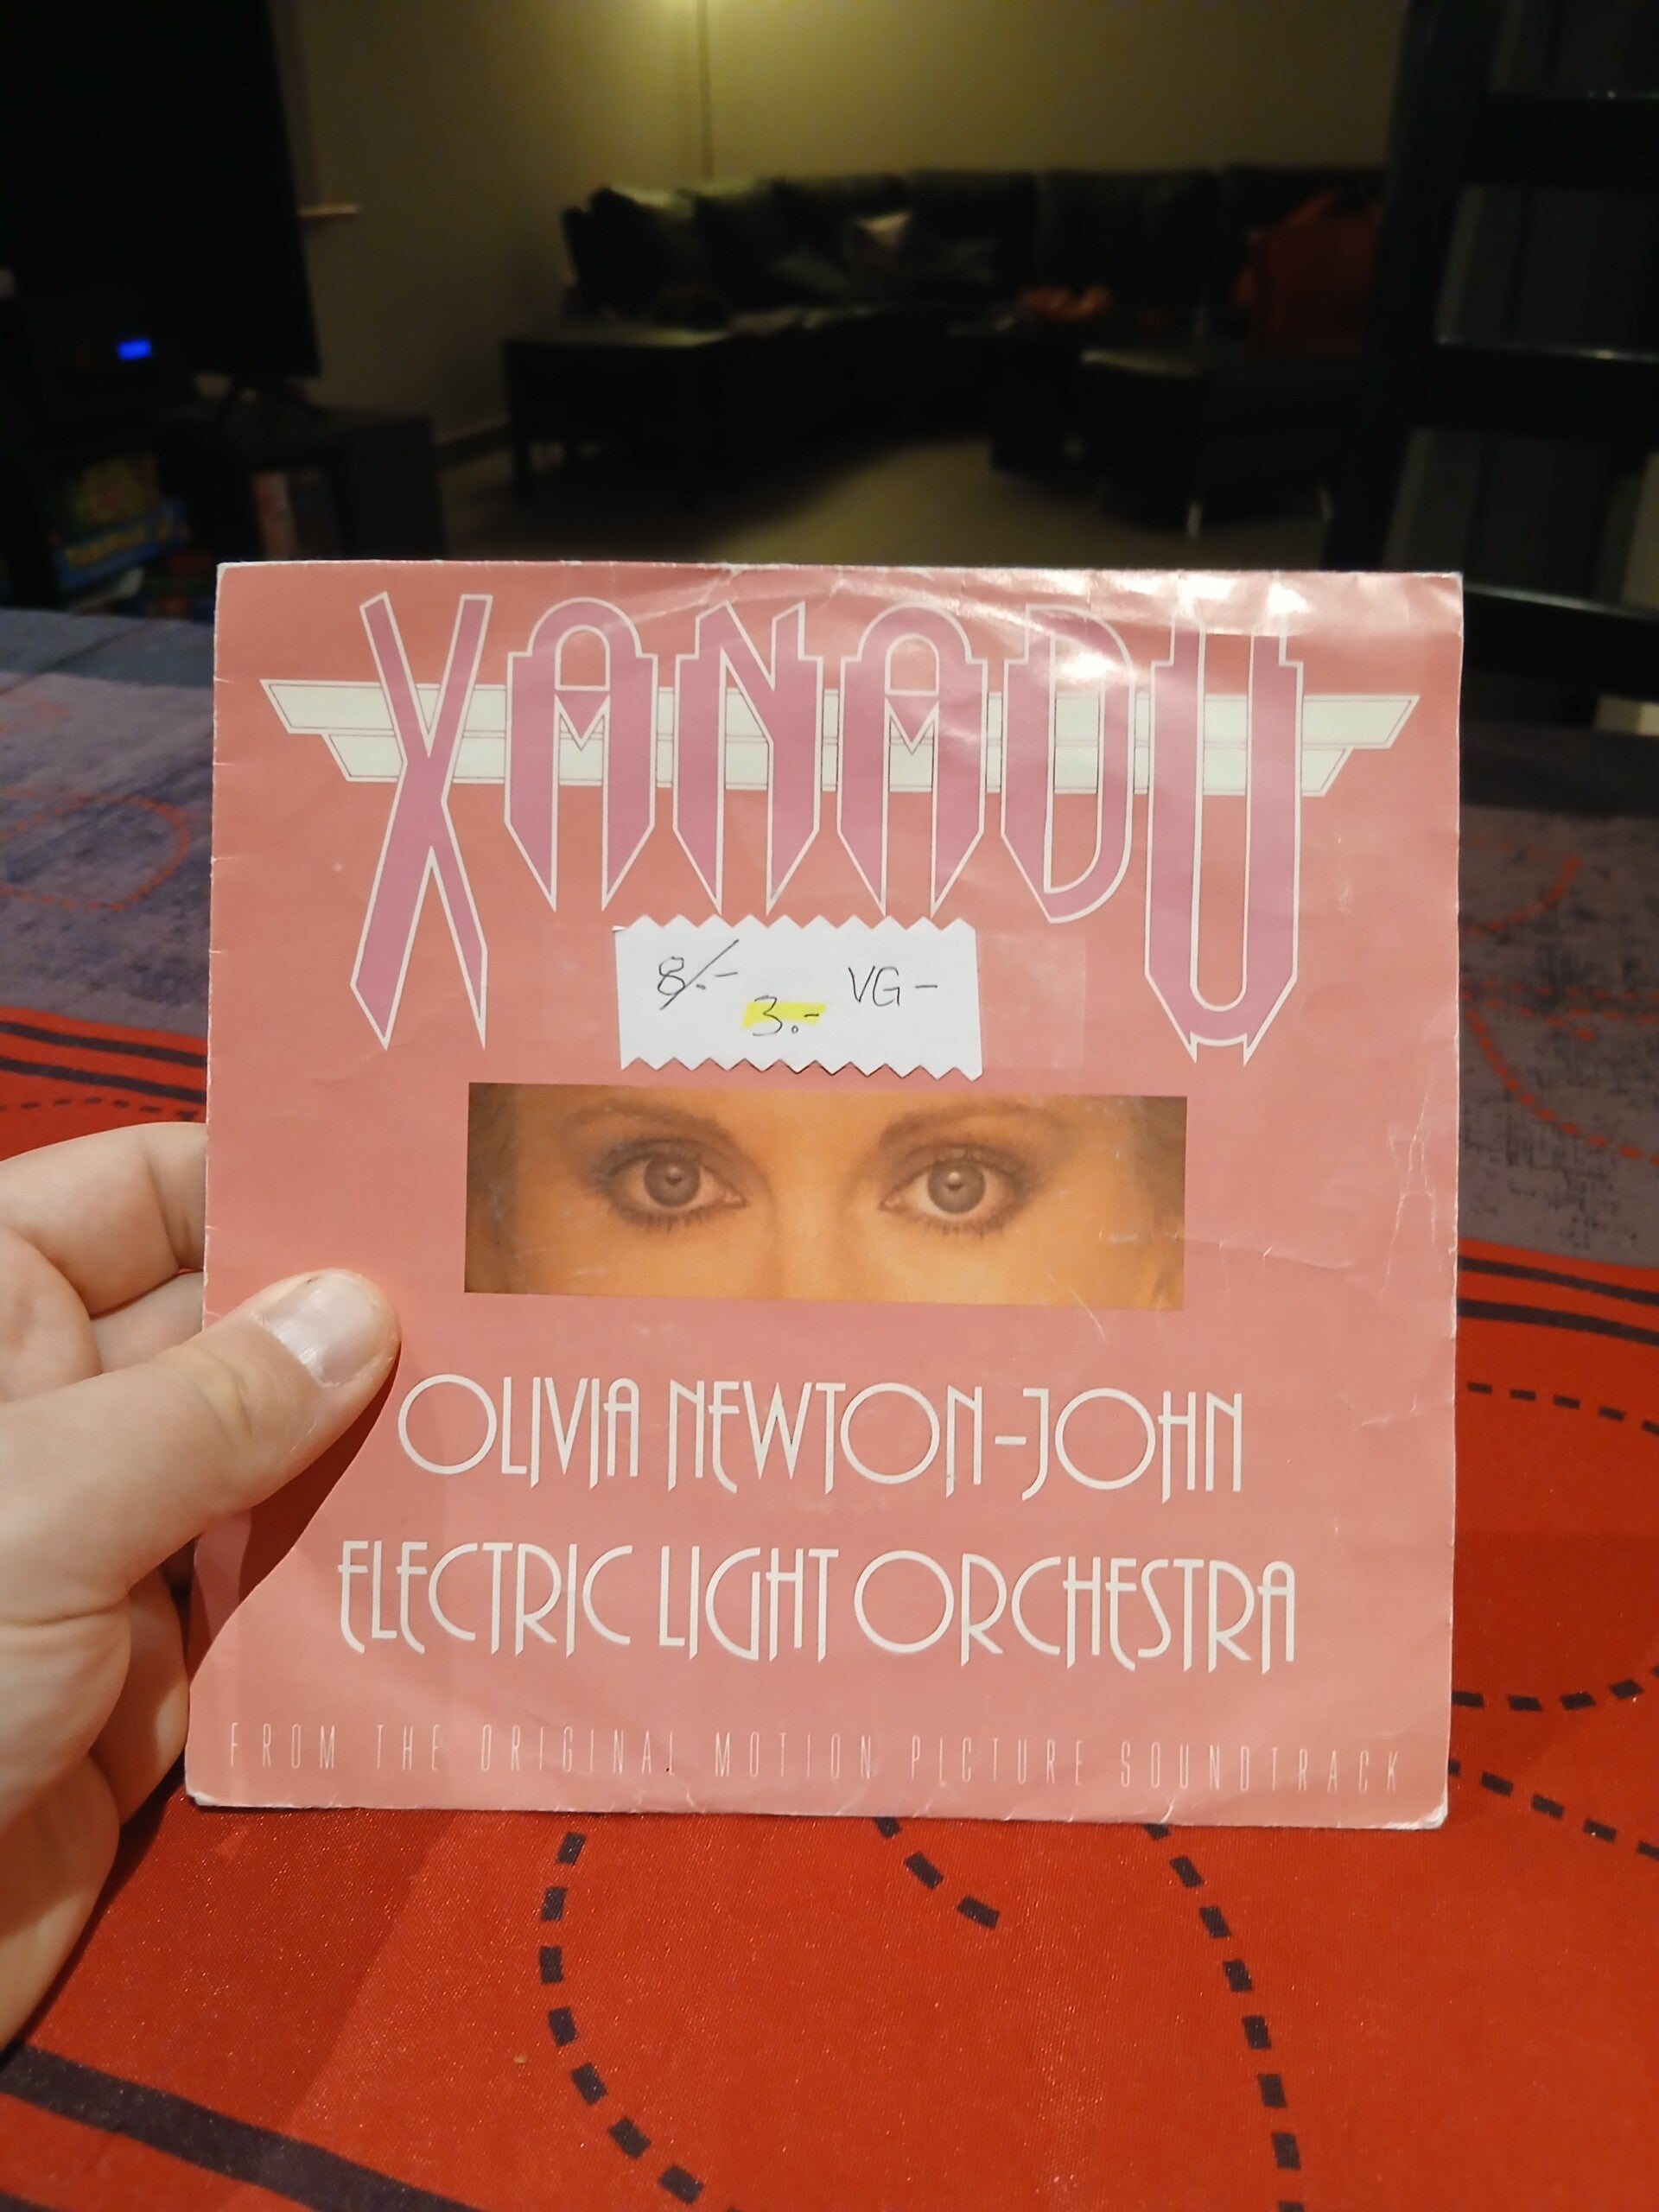 XANADU
8.- VG-
3.-
OLIVIA NEWTON-JOHN
ELECTRIC LIGHT ORCHESTRA
FROM THE ORIGINAL MOTION PICTURE SOUNDTRACK